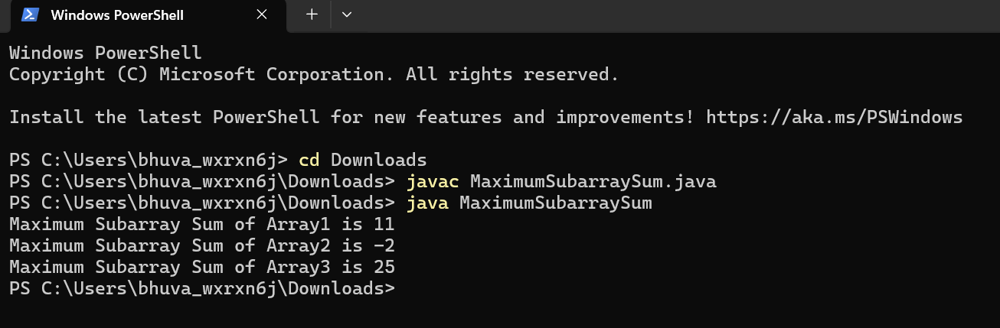 Windows PowerShell
Windows PowerShell
Copyright (C) Microsoft Corporation. All rights reserved.
Install the latest PowerShell for new features and improvements! https://aka.ms/PSWindows
PS C:\Users\bhuva_wxrxn6j> cd Downloads
PS C:\Users\bhuva_wxrxn6j\Downloads> javac MaximumSubarraySum.java
PS C:\Users\bhuva_wxrxn6j\Downloads> java MaximumSubarraySum
Maximum Subarray Sum of Array1 is 11
Maximum Subarray Sum of Array2 is -2
Maximum Subarray Sum of Array3 is 25
PS C:\Users\bhuva_wxrxn6j\Downloads>